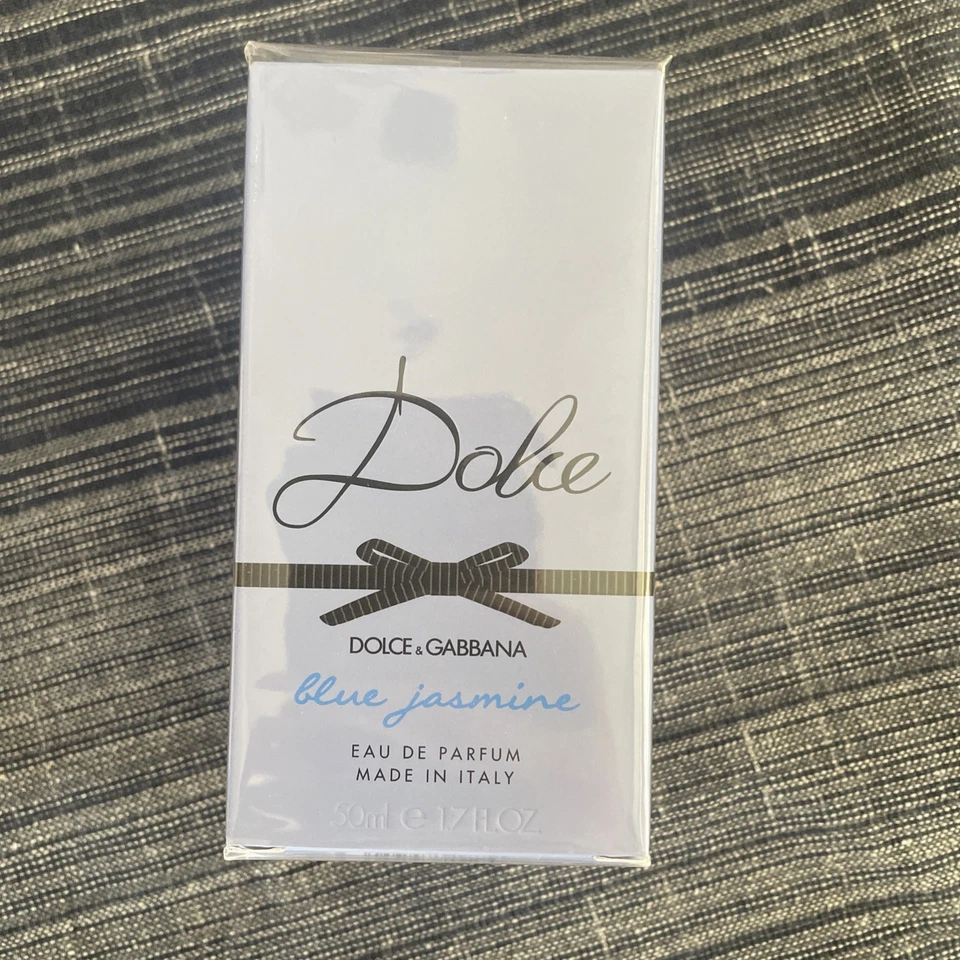 Dolce
DOLCE & GABBANA
blue jasmine
EAU DE PARFUM
MADE IN ITALY
50ml e 1.7 FL.OZ.